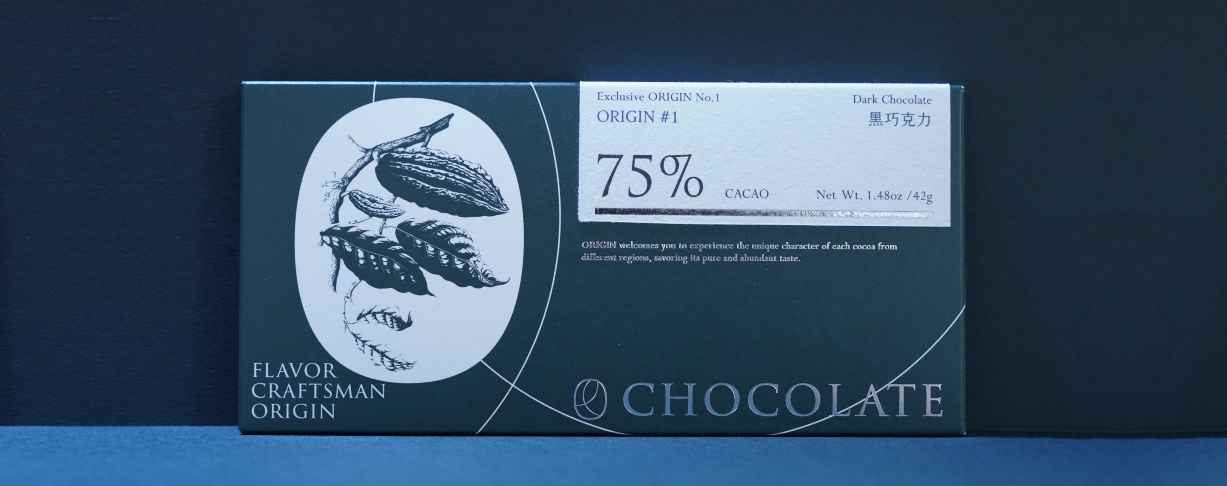 Exclusive ORIGIN No.1
Dark Chocolate
ORIGIN #1
黑巧克力
75% CACAO
Net Wt. 1.48oz /42g
ORIGIN welcomes you to experience the unique character of each cocoa from
different regions, savoring its pure and abundant taste.
FLAVOR
CRAFTSMAN
ORIGIN
CHOCOLATE